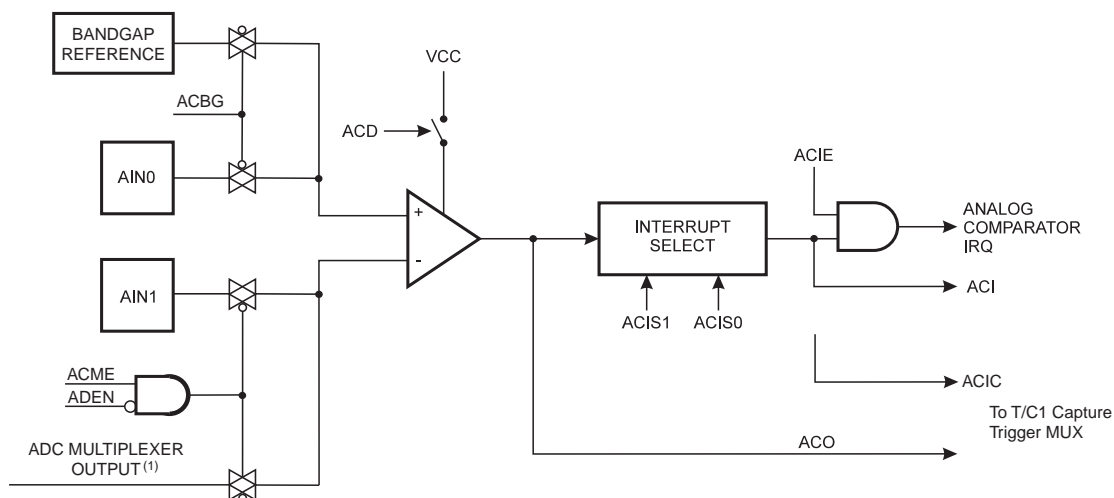 BANDGAP
REFERENCE
VCC
ACBG
ACD
AIN0
ACIE
+
-
INTERRUPT
SELECT
ANALOG
COMPARATOR
IRQ
AIN1
ACI
ACIS1 ACIS0
ACME
ADEN
ACIC
To T/C1 Capture
Trigger MUX
ACO
ADC MULTIPLEXER
OUTPUT (1)